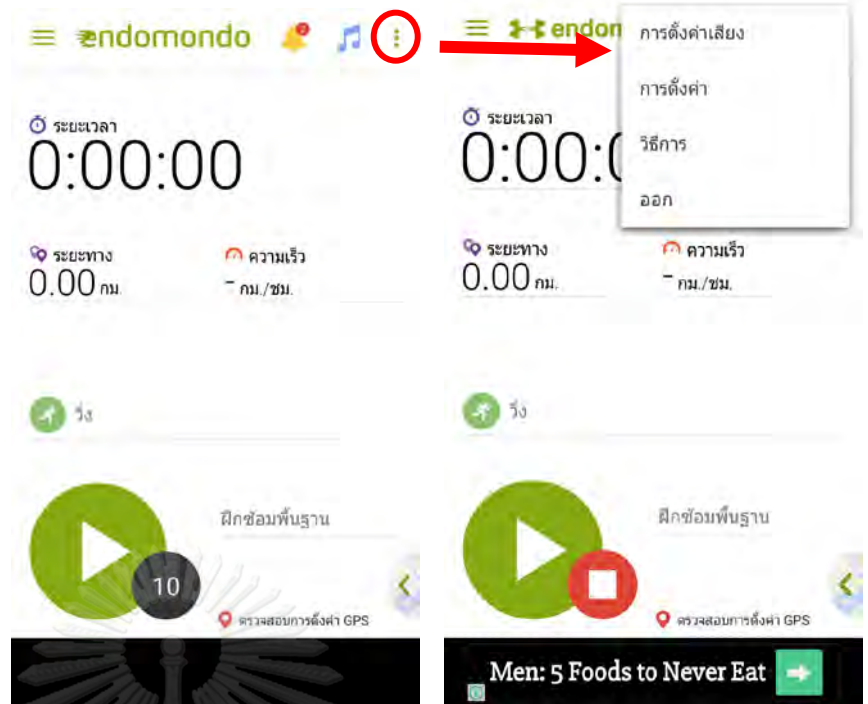 endomondo
2
ระยะเวลา
0:00:00
ระยะทาง
ความเร็ว
0.00 กม.
- กม./ชม.
วิ่ง
ฝึกซ้อมพื้นฐาน
10
ตรวจสอบการตั้งค่า GPS
endon
การตั้งค่าเสียง
การตั้งค่า
วิธีการ
ออก
ระยะเวลา
0:00:
ระยะทาง
ความเร็ว
0.00 กม.
- กม./ชม.
วิ่ง
ฝึกซ้อมพื้นฐาน
ตรวจสอบการตั้งค่า GPS
Men: 5 Foods to Never Eat